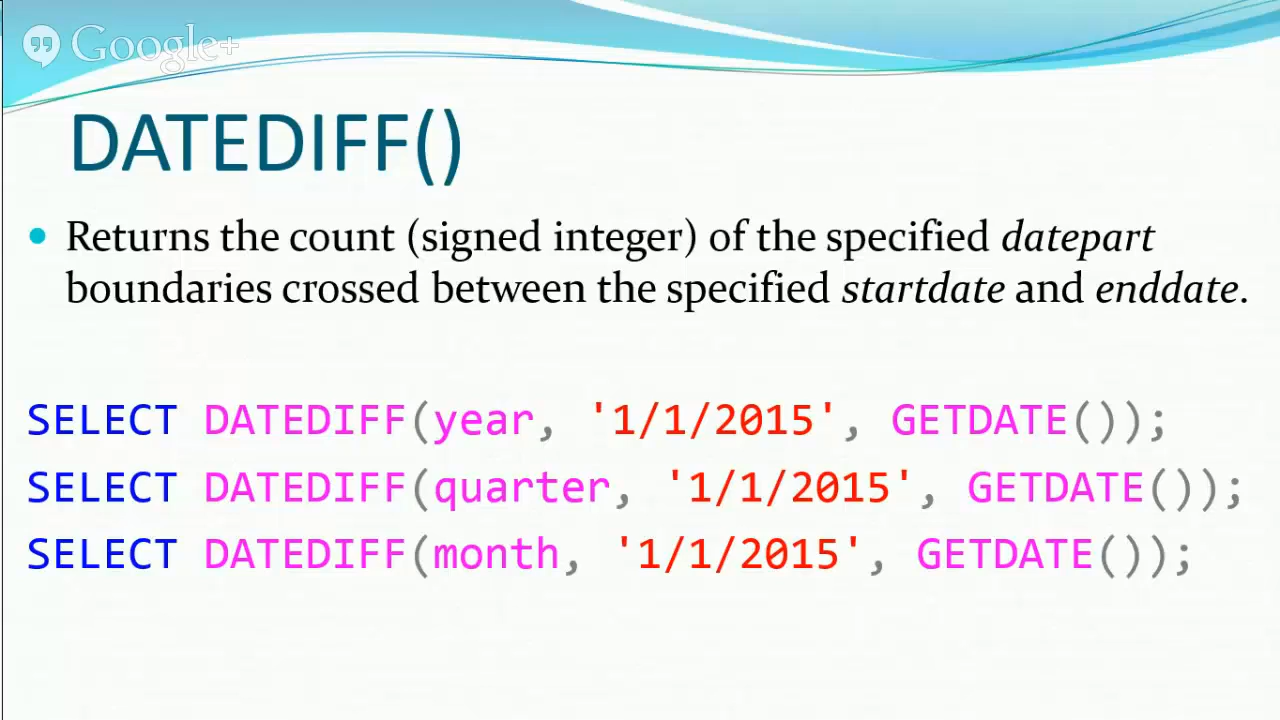 Google+
DATEDIFF()
• Returns the count (signed integer) of the specified datepart
boundaries crossed between the specified startdate and enddate.
SELECT DATEDIFF(year, '1/1/2015', GETDATE());
SELECT DATEDIFF(quarter, '1/1/2015', GETDATE());
SELECT DATEDIFF(month, '1/1/2015', GETDATE());